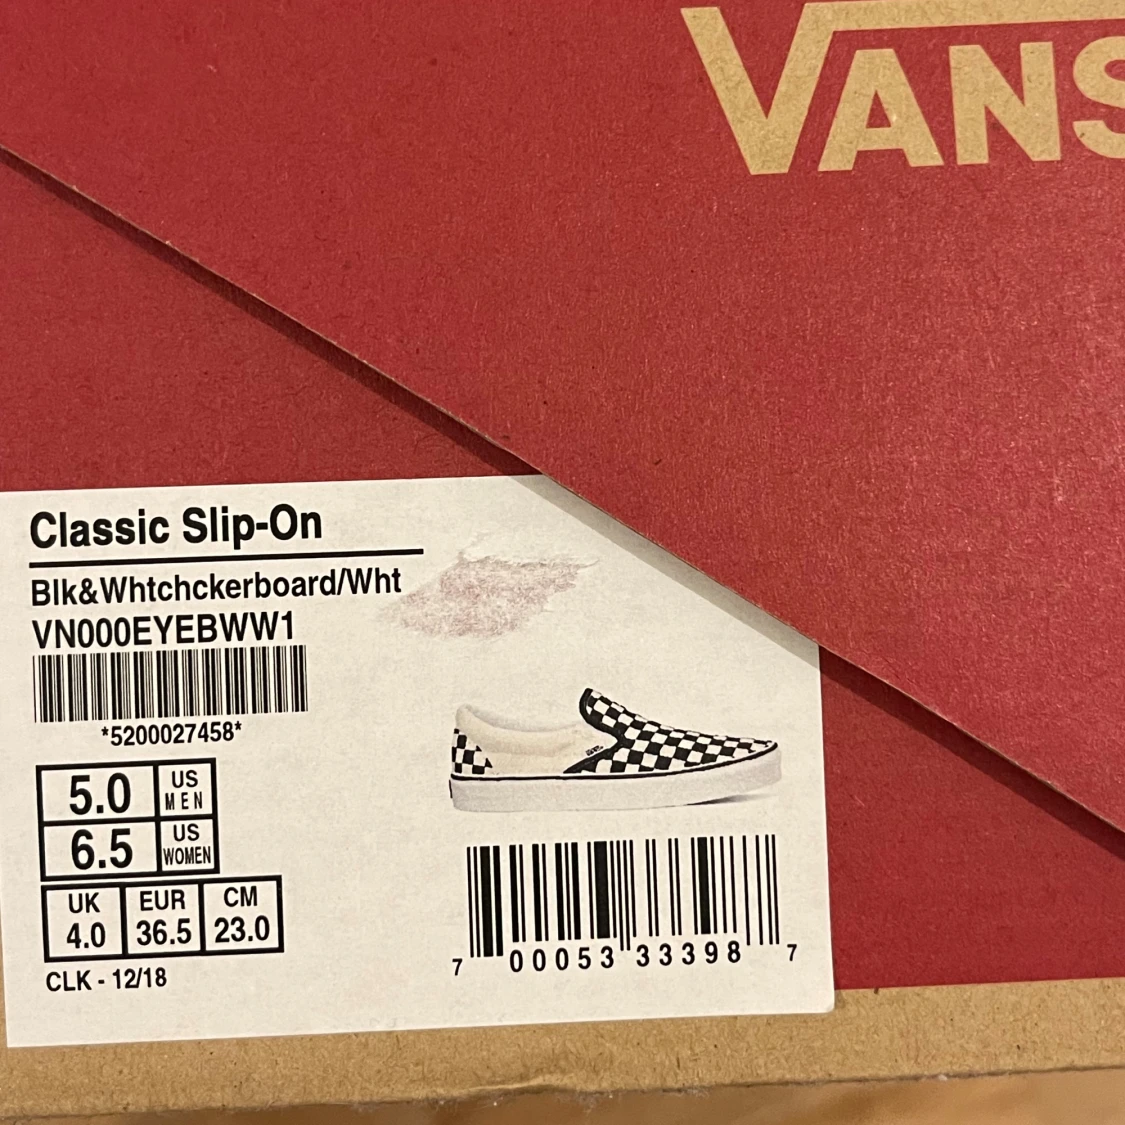 VANS
Classic Slip-On
Blk&Whtchckerboard/Wht
VN000EYEBWW1
*5200027458*
5.0 US MEN
6.5 US WOMEN
UK EUR CM
4.0 36.5 23.0
CLK - 12/18
7 00053 33398 7